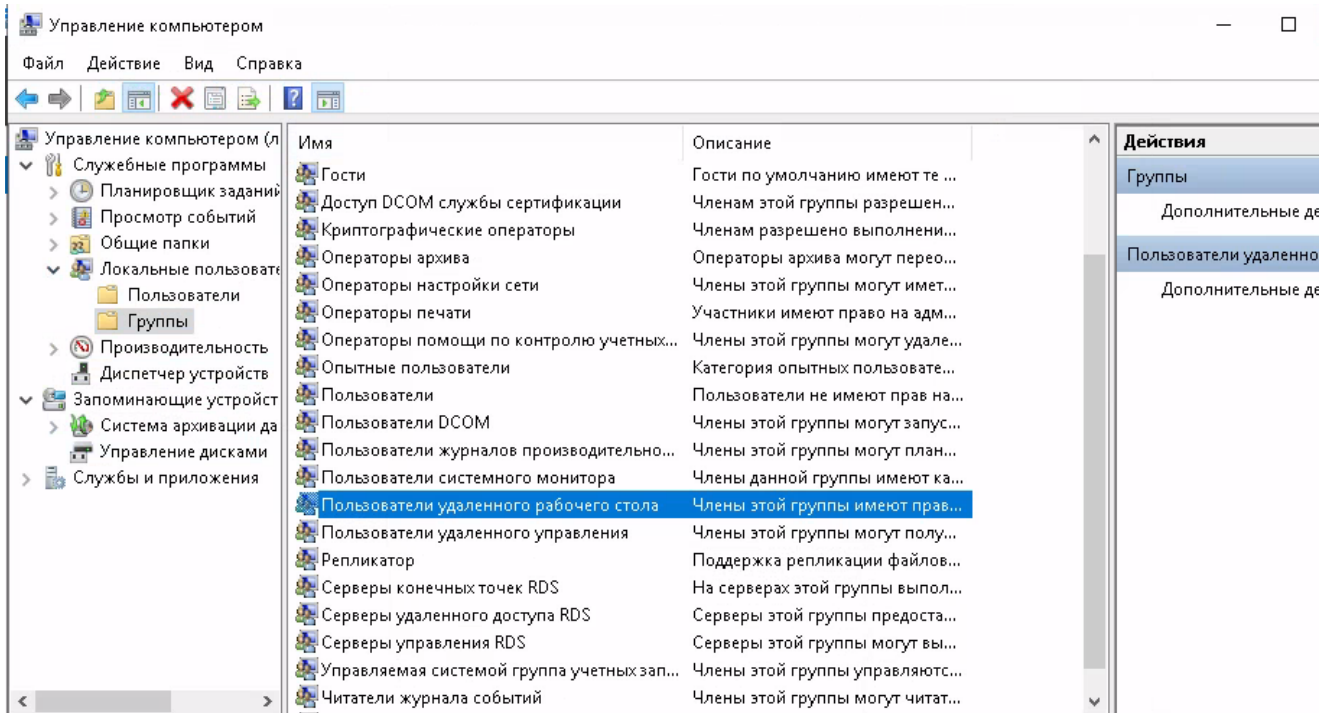 Управление компьютером
Файл Действие Вид Справка
Управление компьютером (л
Служебные программы
Планировщик заданий
Просмотр событий
Общие папки
Локальные пользовате
Пользователи
Группы
Производительность
Диспетчер устройств
Запоминающие устройст
Система архивации да
Управление дисками
Службы и приложения
Имя Описание
Гости Гости по умолчанию имеют те ...
Доступ DCOM службы сертификации Членам этой группы разрешен...
Криптографические операторы Членам разрешено выполнени...
Операторы архива Операторы архива могут перео...
Операторы настройки сети Члены этой группы могут имет...
Операторы печати Участники имеют право на адм...
Операторы помощи по контролю учетных... Члены этой группы могут удале...
Опытные пользователи Категория опытных пользовате...
Пользователи Пользователи не имеют прав на...
Пользователи DCOM Члены этой группы могут запус...
Пользователи журналов производительно... Члены этой группы могут план...
Пользователи системного монитора Члены данной группы имеют ка...
Пользователи удаленного рабочего стола Члены этой группы имеют прав...
Пользователи удаленного управления Члены этой группы могут полу...
Репликатор Поддержка репликации файлов...
Серверы конечных точек RDS На серверах этой группы выпол...
Серверы удаленного доступа RDS Серверы этой группы предоста...
Серверы управления RDS Серверы этой группы могут вы...
Управляемая системой группа учетных зап... Члены этой группы управляютс...
Читатели журнала событий Члены этой группы могут читат...
Действия
Группы
Дополнительные де
Пользователи удаленно
Дополнительные де